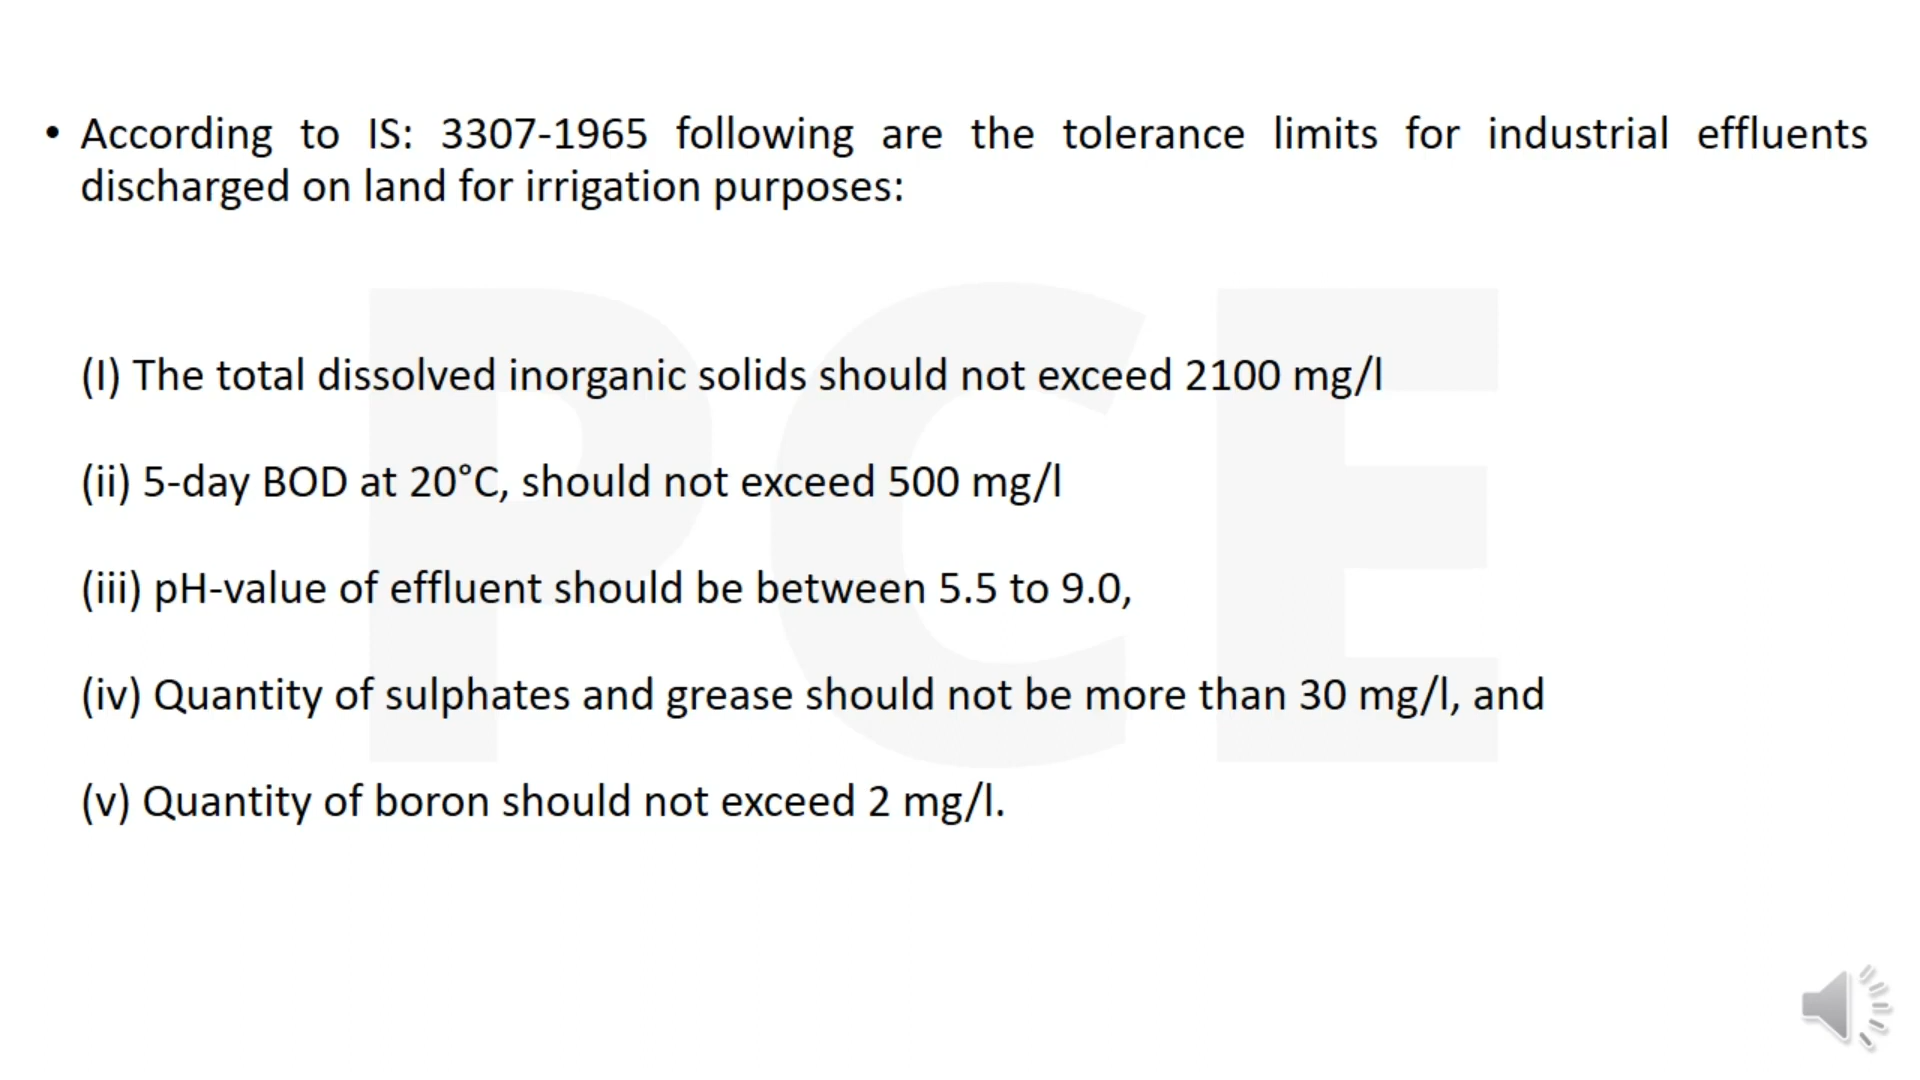 • According to IS: 3307-1965 following are the tolerance limits for industrial effluents
discharged on land for irrigation purposes:
PCE
(I) The total dissolved inorganic solids should not exceed 2100 mg/l
(ii) 5-day BOD at 20°C, should not exceed 500 mg/l
(iii) pH-value of effluent should be between 5.5 to 9.0,
(iv) Quantity of sulphates and grease should not be more than 30 mg/l, and
(v) Quantity of boron should not exceed 2 mg/l.